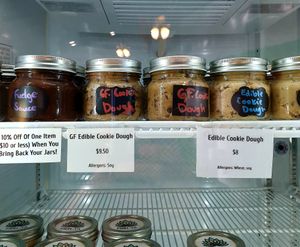 Fudge
Sauce
GF Cookie
Dough
GF Cookie
Dough
Edible
Cookie
Dough
10% Off Of One Item
$10 or less) When You
Bring Back Your Jars!
GF Edible Cookie Dough
$9.50
Allergens: Soy
Edible Cookie Dough
$8
Allergens: Wheat, soy